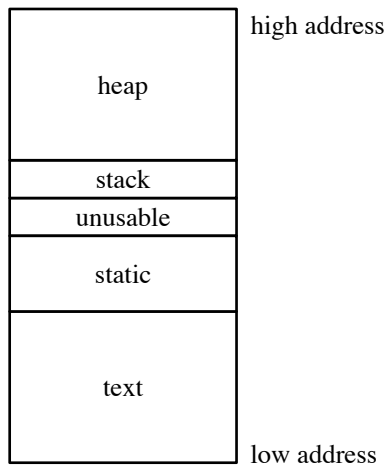 high address
heap
stack
unusable
static
text
low address